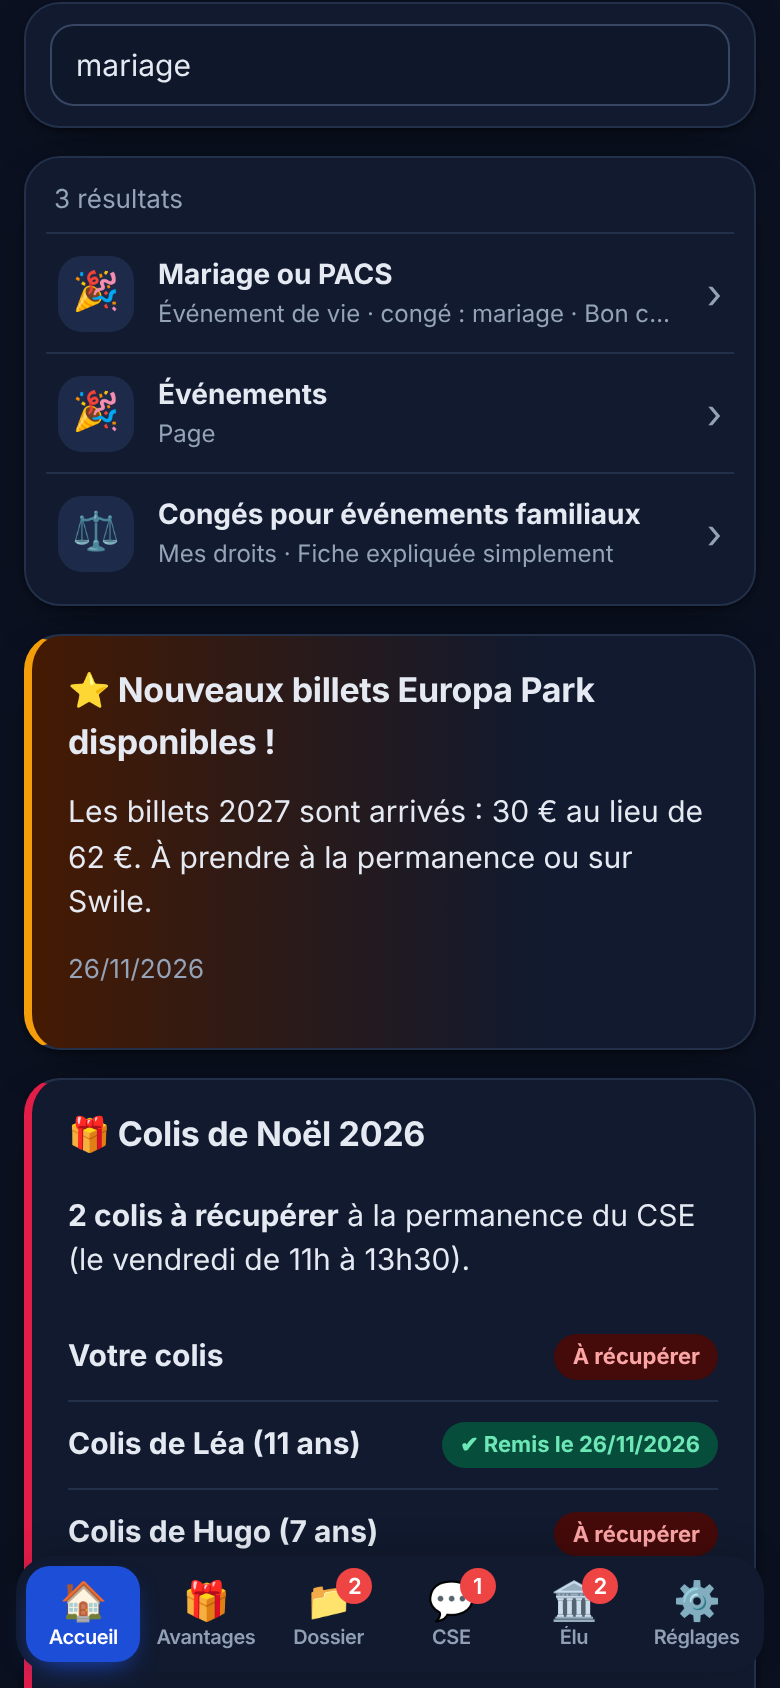 mariage
3 résultats
Mariage ou PACS
Événement de vie · congé : mariage · Bon c...
Événements
Page
Congés pour événements familiaux
Mes droits · Fiche expliquée simplement
Nouveaux billets Europa Park
disponibles !
Les billets 2027 sont arrivés : 30 € au lieu de
62 €. À prendre à la permanence ou sur
Swile.
26/11/2026
Colis de Noël 2026
2 colis à récupérer à la permanence du CSE
(le vendredi de 11h à 13h30).
Votre colis À récupérer
Colis de Léa (11 ans) ✔ Remis le 26/11/2026
Colis de Hugo (7 ans) À récupérer
2 1 2
Accueil Avantages Dossier CSE Élu Réglages